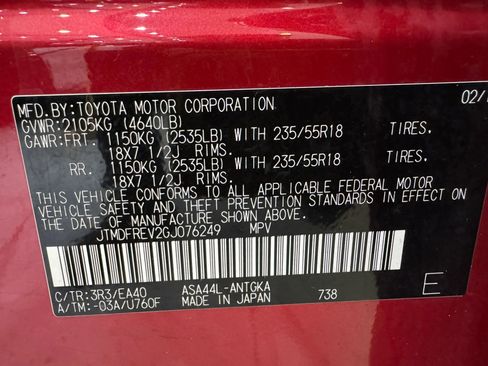 MFD.BY:TOYOTA MOTOR CORPORATION 02/1
GVWR:2105KG (4640LB)
GAWR:FRT. 1150KG (2535LB) WITH 235/55R18 TIRES.
18X7 1/2J RIMS.
RR. 1150KG (2535LB) WITH 235/55R18 TIRES.
18X7 1/2J RIMS.
THIS VEHICLE CONFORMS TO ALL APPLICABLE FEDERAL MOTOR
VEHICLE SAFETY AND THEFT PREVENTION STANDARDS IN EFFECT ON
THE DATE OF MANUFACTURE SHOWN ABOVE.
JTMDFREV2GJ076249 MPV
C/TR:3R3/EA40 ASA44L-ANTGKA
A/TM:-03A/U760F MADE IN JAPAN 738 E